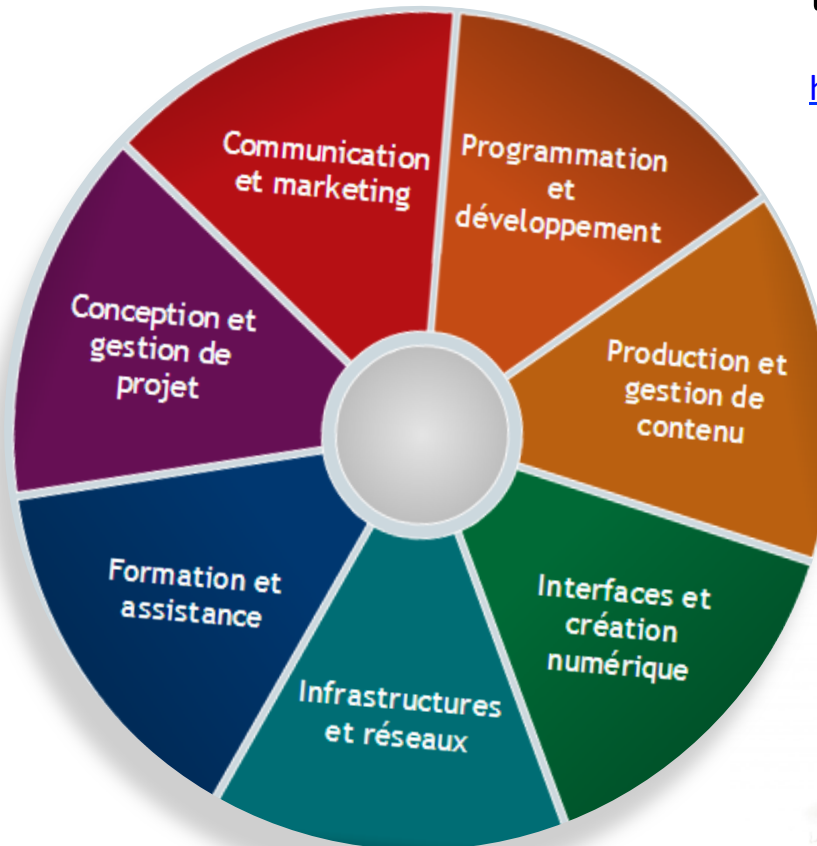 Communication
et marketing
Programmation
et
développement
Production et
gestion de
contenu
Interfaces et
création
numérique
Infrastructures
et réseaux
Formation et
assistance
Conception et
gestion de
projet